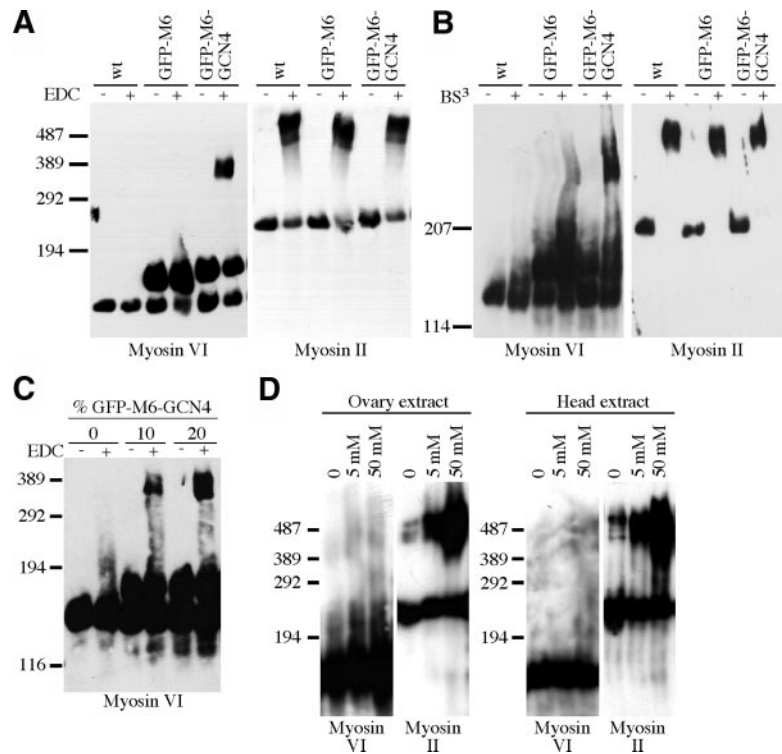 A
wt
GFP-M6
GFP-M6-GCN4
wt
GFP-M6
GFP-M6-GCN4
EDC - + - + - + - + - + - +
487
389
292
194
Myosin VI
Myosin II
B
wt
GFP-M6
GFP-M6-GCN4
wt
GFP-M6
GFP-M6-GCN4
BS³ - + - + - + - + - + - +
207
114
Myosin VI
Myosin II
C
% GFP-M6-GCN4
0 10 20
EDC - + - + - +
389
292
194
116
Myosin VI
D
Ovary extract
0 5 mM 50 mM 0 5 mM 50 mM
487
389
292
194
Myosin VI
Myosin II
Head extract
0 5 mM 50 mM 0 5 mM 50 mM
487
389
292
194
Myosin VI
Myosin II